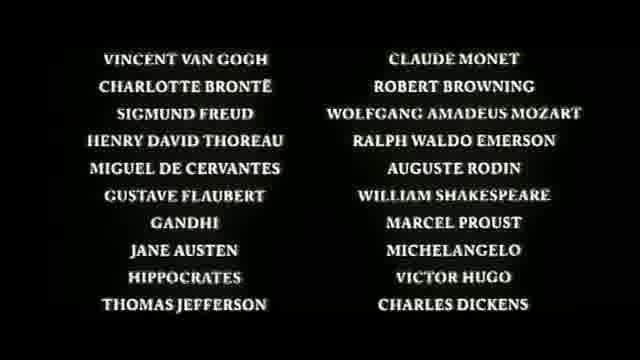 VINCENT VAN GOGH
CHARLOTTE BRONTË
SIGMUND FREUD
HENRY DAVID THOREAU
MIGUEL DE CERVANTES
GUSTAVE FLAUBERT
GANDHI
JANE AUSTEN
HIPPOCRATES
THOMAS JEFFERSON
CLAUDE MONET
ROBERT BROWNING
WOLFGANG AMADEUS MOZART
RALPH WALDO EMERSON
AUGUSTE RODIN
WILLIAM SHAKESPEARE
MARCEL PROUST
MICHELANGELO
VICTOR HUGO
CHARLES DICKENS